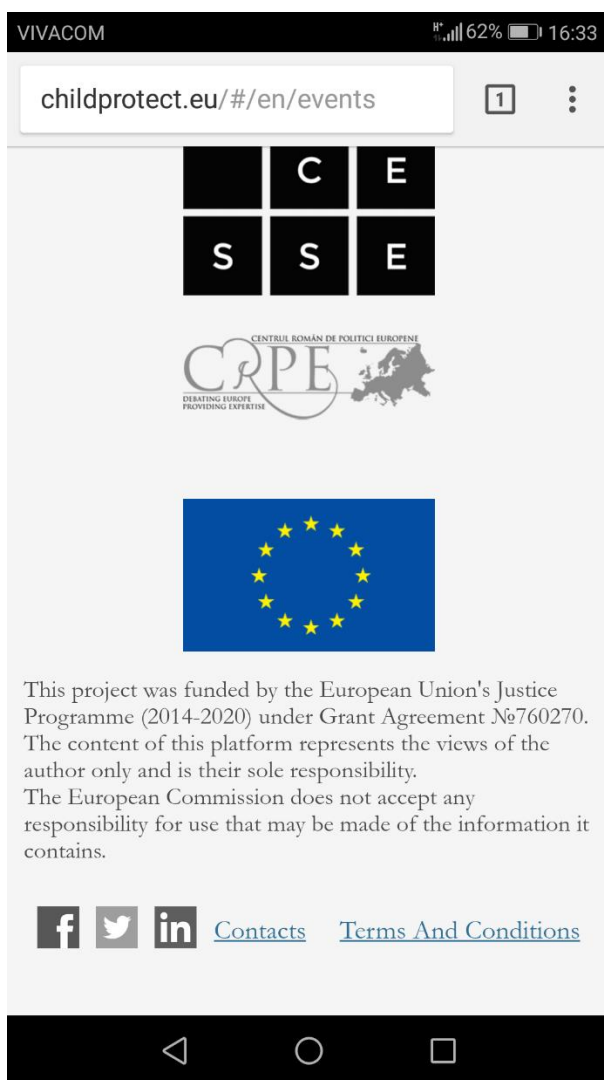 VIVACOM H+ 62% 16:33
childprotect.eu/#/en/events 1
C E
S S E
CENTRUL ROMÂN DE POLITICI EUROPENE
CRPE
DEBATING EUROPE
PROVIDING EXPERTISE
This project was funded by the European Union's Justice
Programme (2014-2020) under Grant Agreement №760270.
The content of this platform represents the views of the
author only and is their sole responsibility.
The European Commission does not accept any
responsibility for use that may be made of the information it
contains.
f in Contacts Terms And Conditions